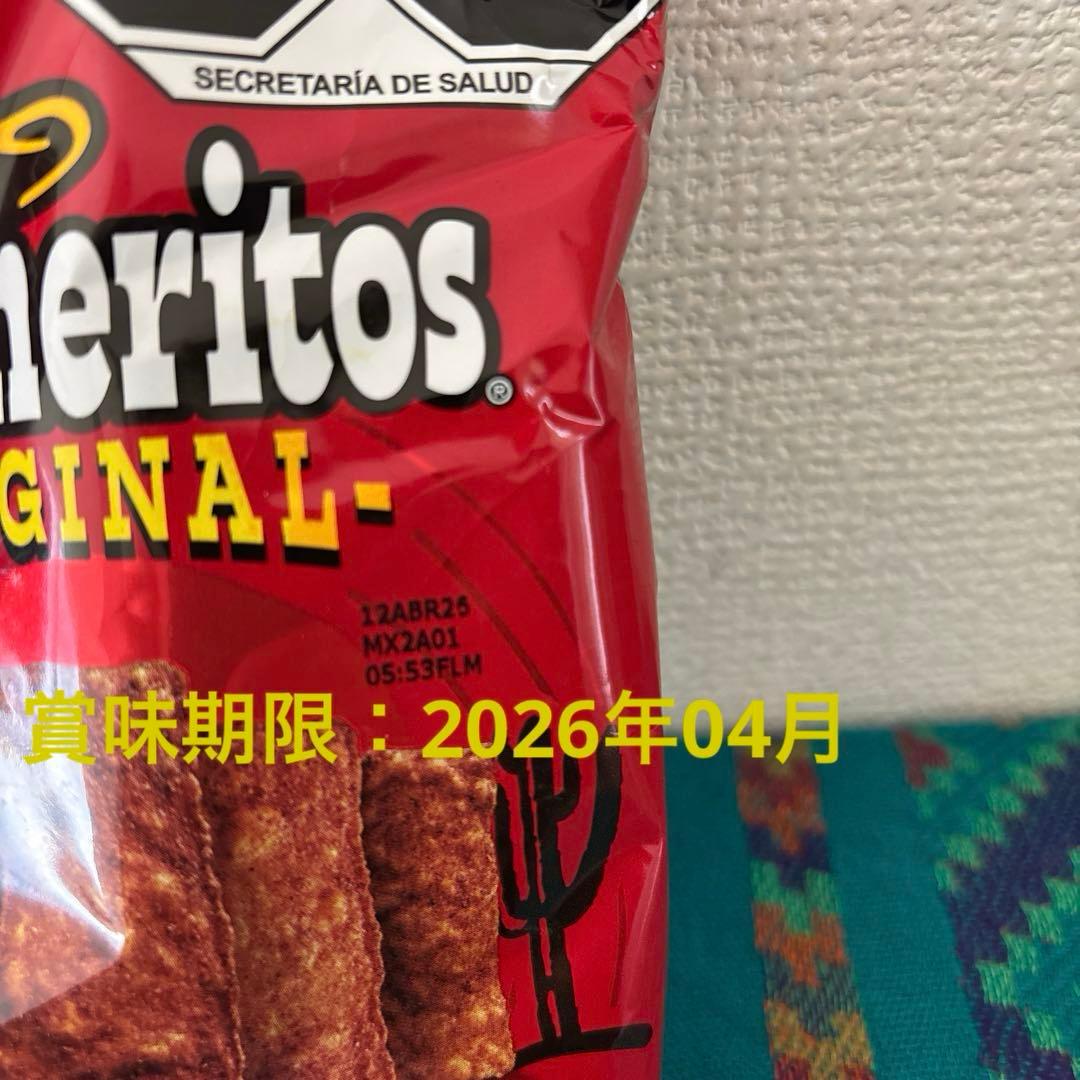 SECRETARÍA DE SALUD
heritos®
GINAL-
12ABR26
MX2A01
05:53FLM
賞味期限：2026年04月